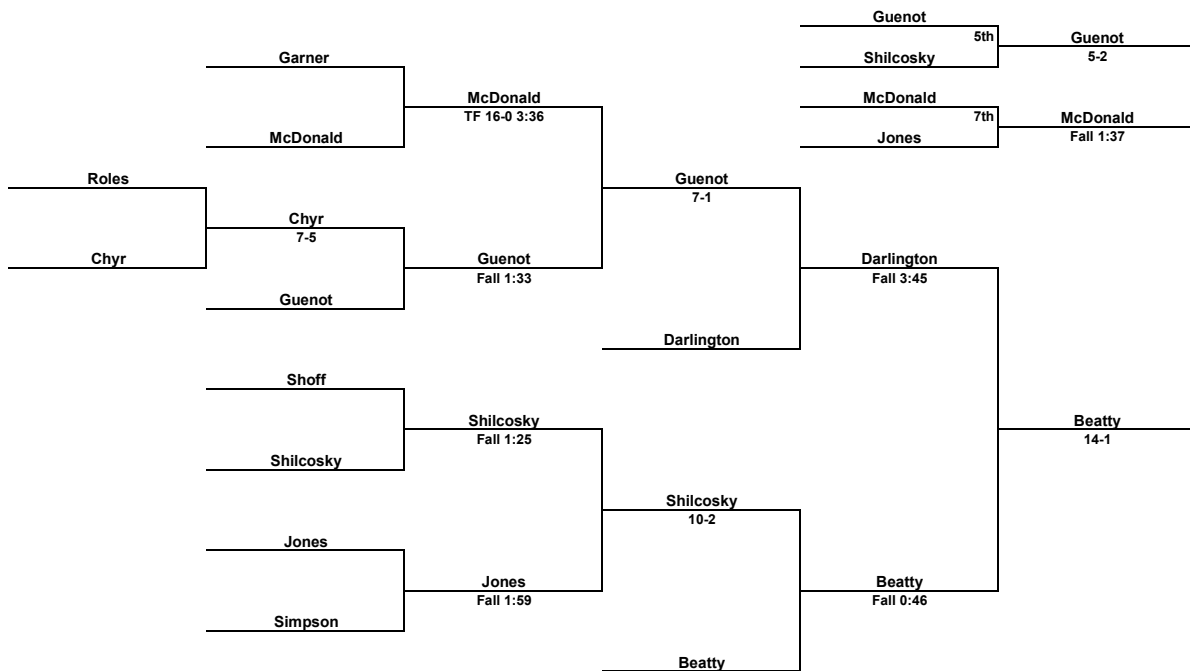 Guenot
5th
Guenot
5-2
Shilcosky
Garner
McDonald
TF 16-0 3:36
McDonald
7th
McDonald
Fall 1:37
McDonald
Jones
Roles
Guenot
7-1
Chyr
7-5
Chyr
Guenot
Fall 1:33
Darlington
Fall 3:45
Guenot
Darlington
Shoff
Shilcosky
Fall 1:25
Beatty
14-1
Shilcosky
Shilcosky
10-2
Jones
Jones
Fall 1:59
Beatty
Fall 0:46
Simpson
Beatty